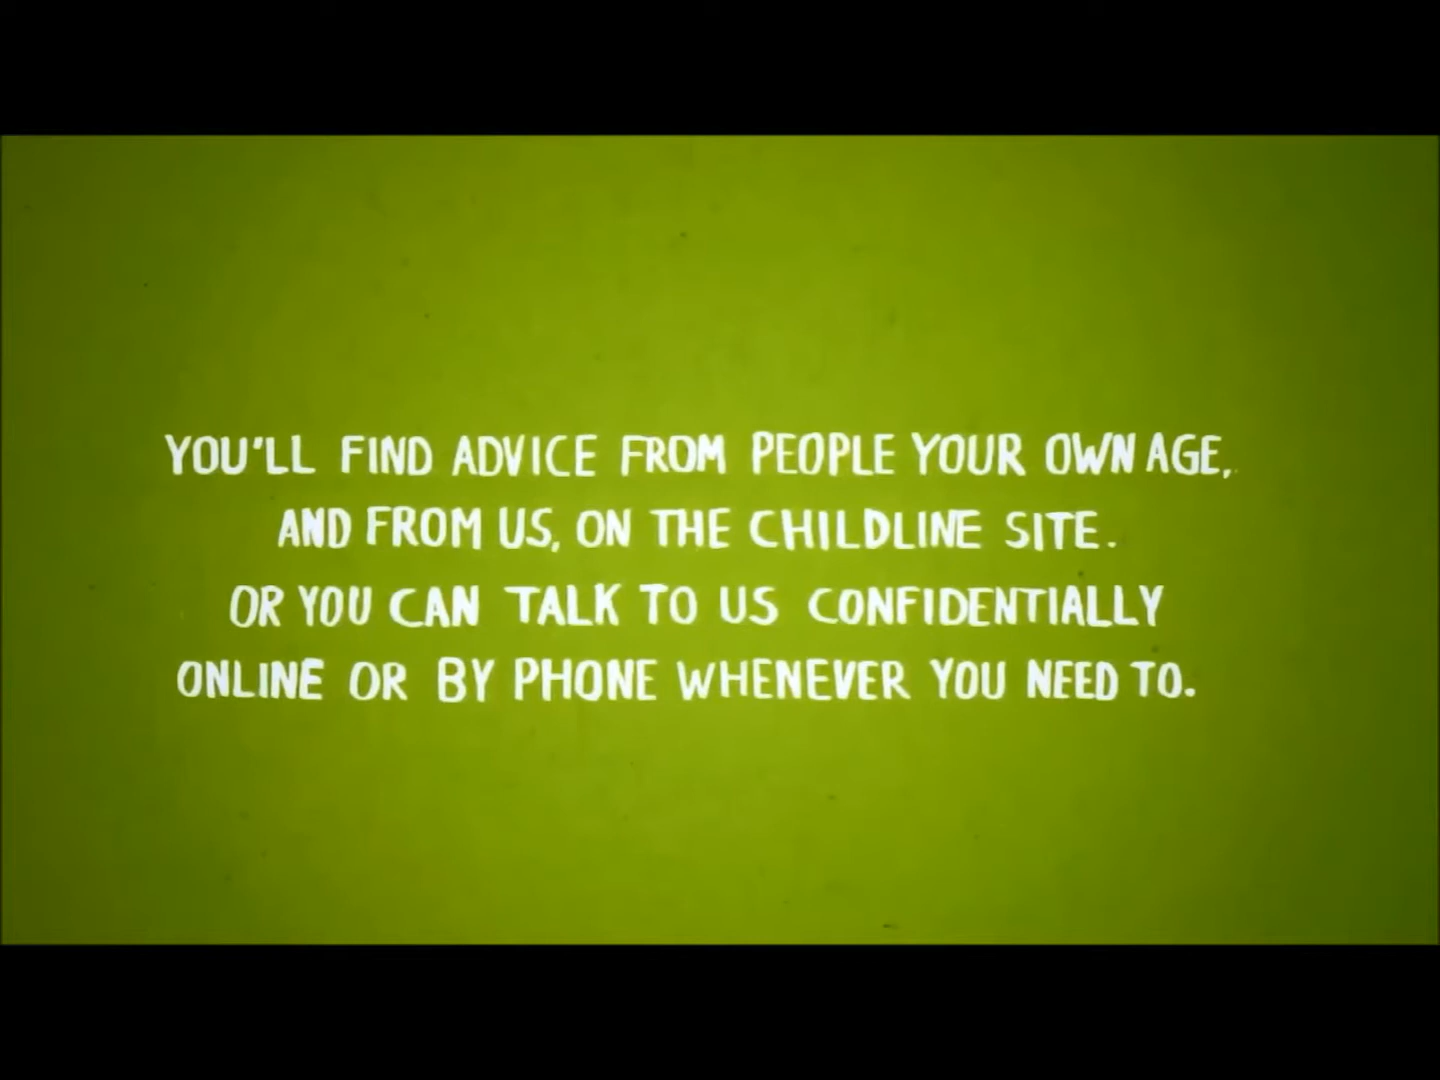 YOU'LL FIND ADVICE FROM PEOPLE YOUR OWN AGE,
AND FROM US, ON THE CHILDLINE SITE.
OR YOU CAN TALK TO US CONFIDENTIALLY
ONLINE OR BY PHONE WHENEVER YOU NEED TO.